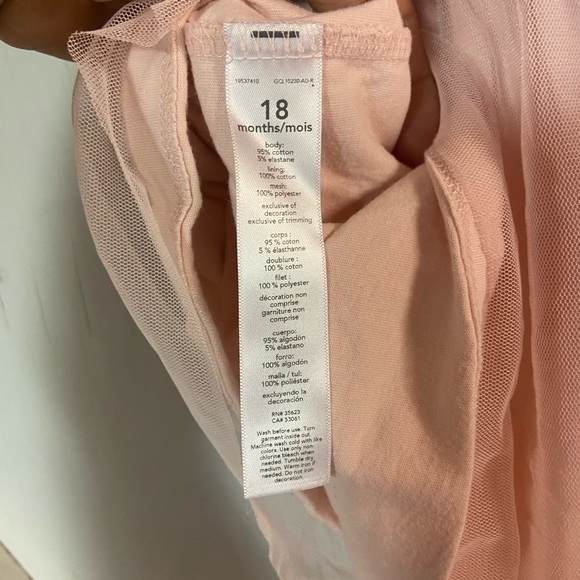 19537410 GCL15230-AO-R
18
months/mois
body:
95% cotton
5% elastane
lining:
100% cotton
mesh:
100% polyester
exclusive of
decoration
exclusive of trimming
corps :
95 % coton
5 % élasthanne
doublure :
100 % coton
filet :
100 % polyester
décoration non
comprise
garniture non
comprise
cuerpo:
95% algodón
5% elastano
forro:
100% algodón
malla / tul:
100% poliéster
excluyendo la
decoración
RN# 35623
CA# 53061
Wash before use. Turn
garment inside out
Machine wash cold with like
colors. Use only non-
chlorine bleach when
needed. Tumble dry
medium. Warm iron if
needed. Do not iron
decoration